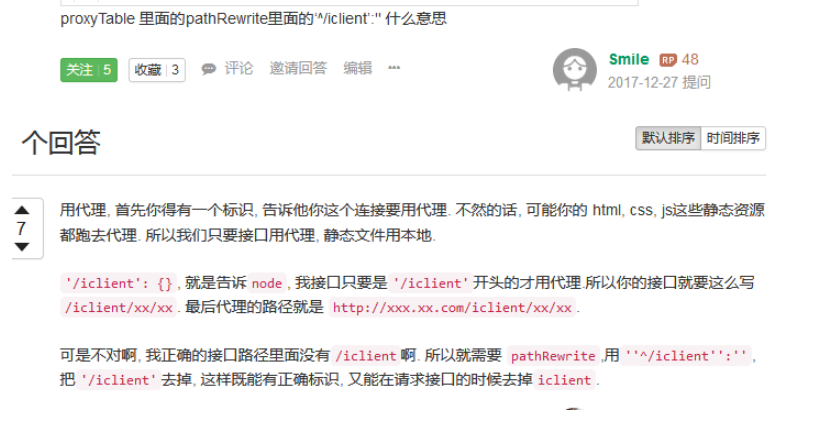 proxyTable 里面的pathRewrite里面的'^/iclient':'' 什么意思
关注 | 5 收藏 | 3 评论 邀请回答 编辑 •••
Smile RP 48
2017-12-27 提问
个回答
默认排序 时间排序
7
用代理, 首先你得有一个标识, 告诉他你这个连接要用代理. 不然的话, 可能你的 html, css, js这些静态资源
都跑去代理. 所以我们只要接口用代理, 静态文件用本地.
'/iclient': {} , 就是告诉 node , 我接口只要是 '/iclient' 开头的才用代理.所以你的接口就要这么写
/iclient/xx/xx . 最后代理的路径就是 http://xxx.xx.com/iclient/xx/xx .
可是不对啊, 我正确的接口路径里面没有 /iclient 啊. 所以就需要 pathRewrite ,用 ''^/iclient'':'' ,
把 '/iclient' 去掉, 这样既能有正确标识, 又能在请求接口的时候去掉 iclient .